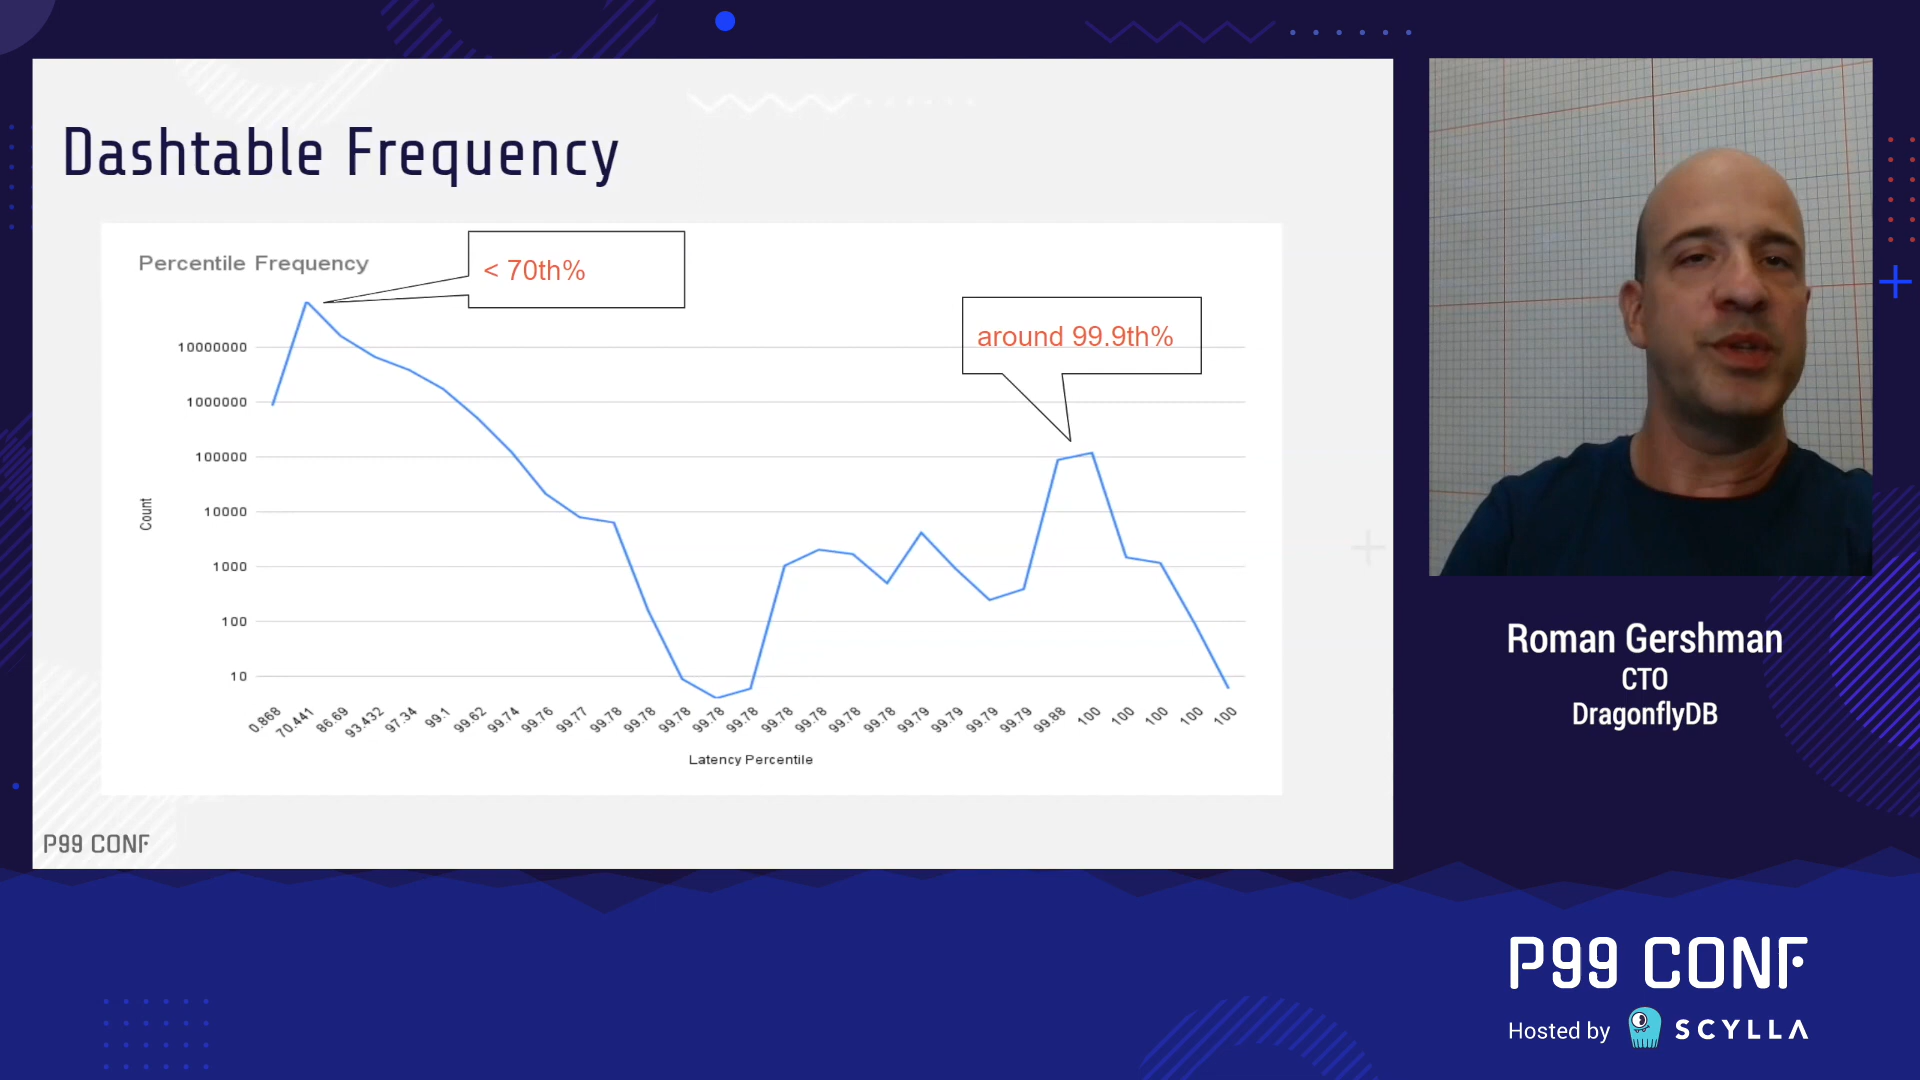 Dashtable Frequency
Percentile Frequency
< 70th%
around 99.9th%
10000000
1000000
100000
10000
1000
100
10
Count
0.868 70.441 86.69 93.432 97.34 99.1 99.62 99.74 99.76 99.77 99.78 99.78 99.78 99.78 99.78 99.78 99.78 99.78 99.78 99.79 99.79 99.79 99.79 99.88 100 100 100 100 100
Latency Percentile
P99 CONF
Roman Gershman
CTO
DragonflyDB
P99 CONF
Hosted by SCYLLA